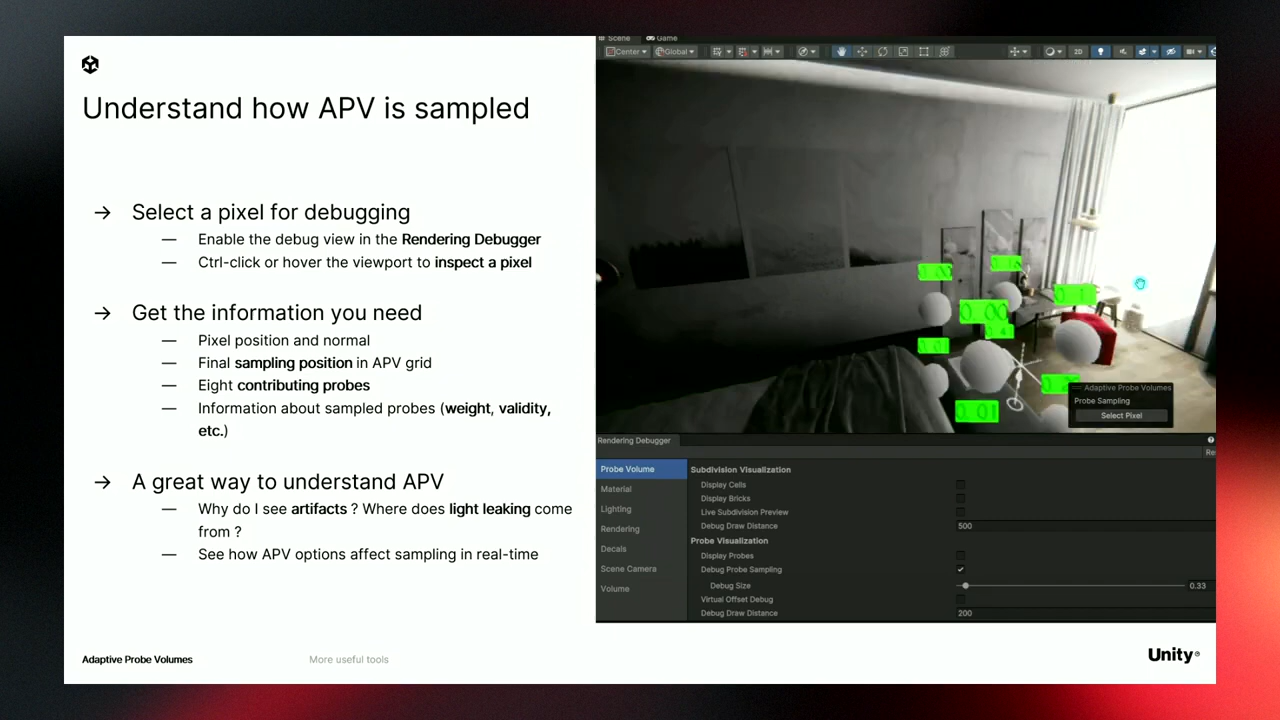 Understand how APV is sampled
→ Select a pixel for debugging
— Enable the debug view in the Rendering Debugger
— Ctrl-click or hover the viewport to inspect a pixel
→ Get the information you need
— Pixel position and normal
— Final sampling position in APV grid
— Eight contributing probes
— Information about sampled probes (weight, validity,
etc.)
→ A great way to understand APV
— Why do I see artifacts ? Where does light leaking come
from ?
— See how APV options affect sampling in real-time
Adaptive Probe Volumes
More useful tools
Unity
Scene Game
Center Global 2D
0.00
0.01
Adaptive Probe Volumes
Probe Sampling
Select Pixel
Rendering Debugger
Probe Volume
Material
Lighting
Rendering
Decals
Scene Camera
Volume
Subdivision Visualization
Display Cells
Display Bricks
Live Subdivision Preview
Debug Draw Distance 500
Probe Visualization
Display Probes
Debug Probe Sampling
Debug Size 0.33
Virtual Offset Debug
Debug Draw Distance 200